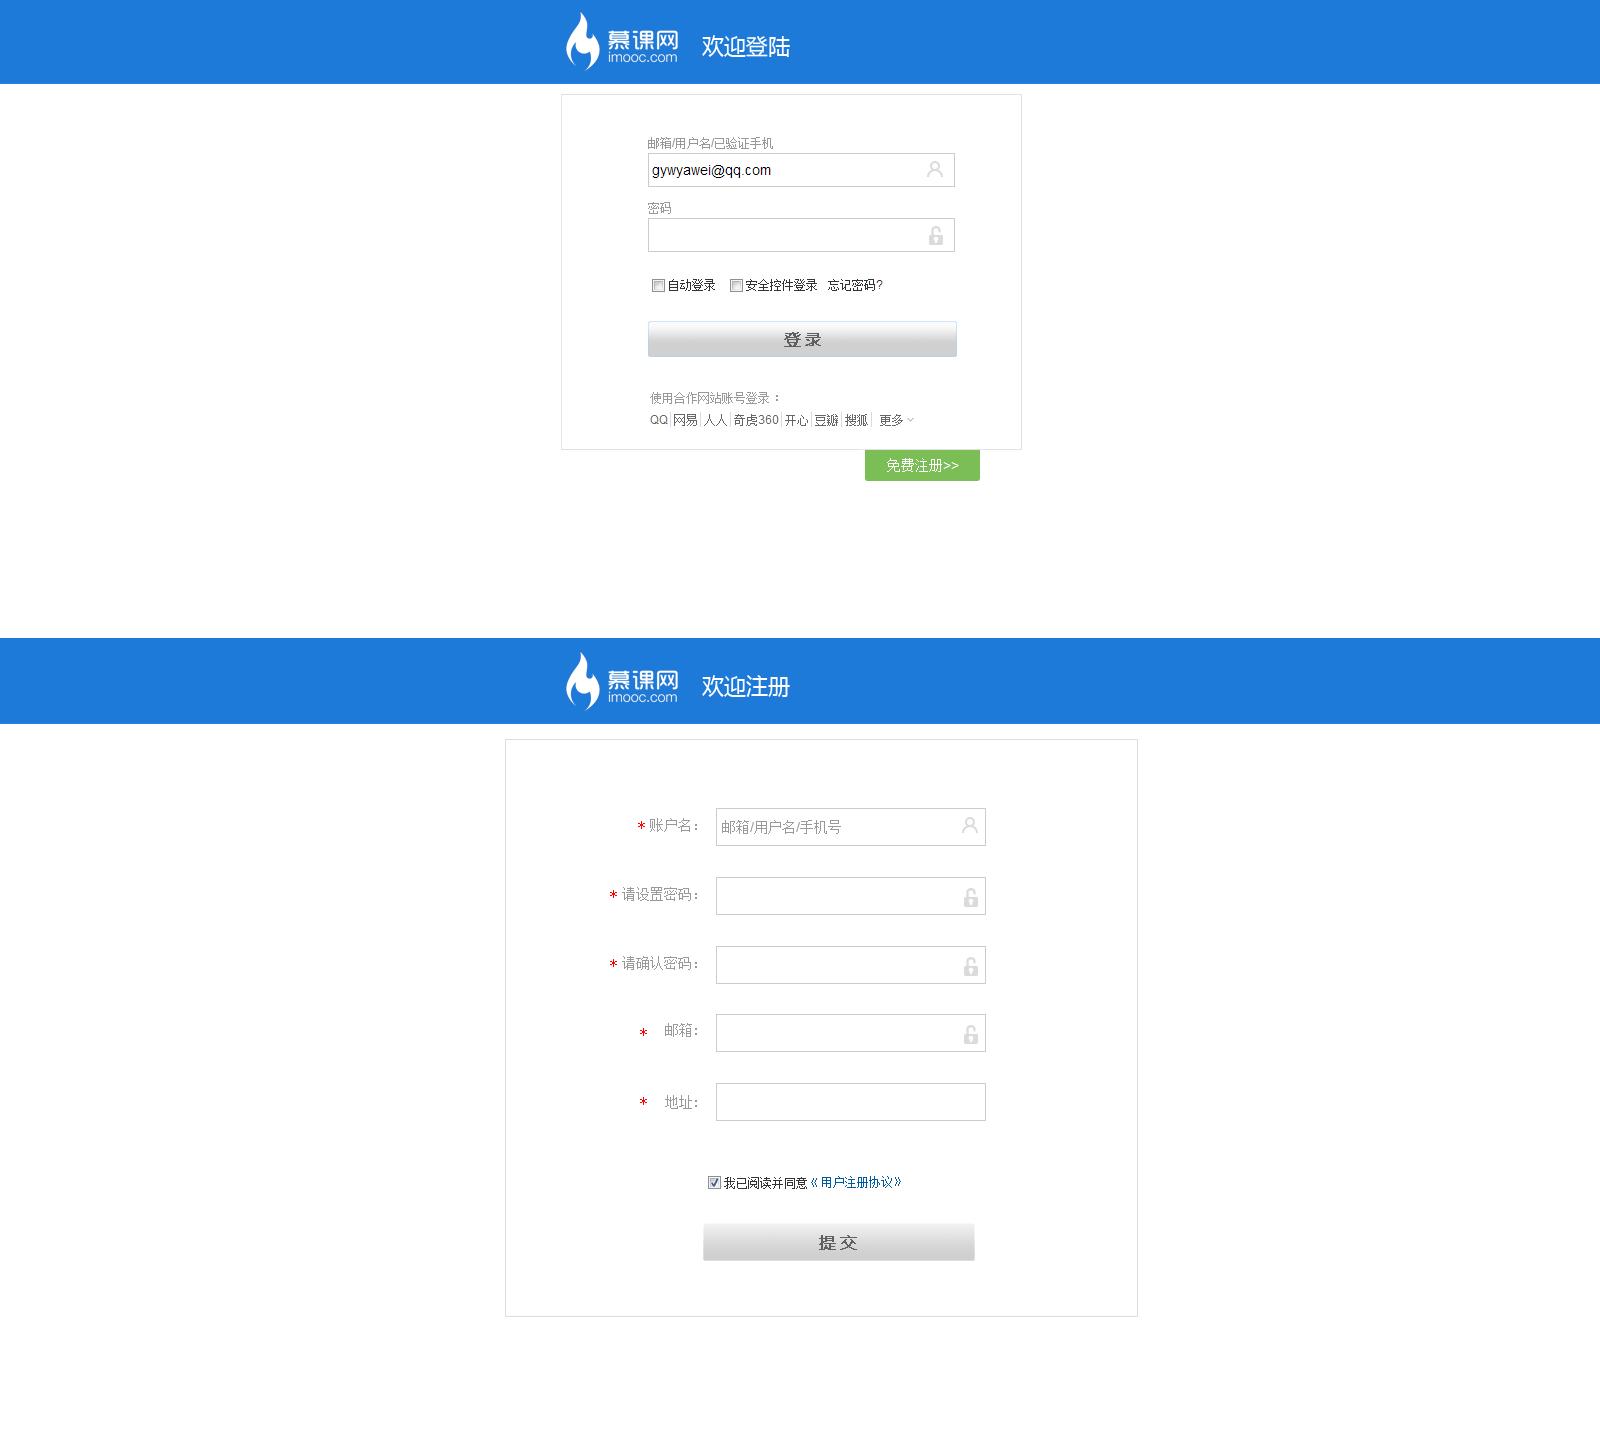 慕课网
imooc.com
欢迎登陆
邮箱/用户名/已验证手机
gywyawei@qq.com
密码
自动登录 安全控件登录 忘记密码?
登录
使用合作网站账号登录：
QQ 网易 人人 奇虎360 开心 豆瓣 搜狐 更多
免费注册>>
慕课网
imooc.com
欢迎注册
* 账户名： 邮箱/用户名/手机号
* 请设置密码：
* 请确认密码：
* 邮箱：
* 地址：
我已阅读并同意《用户注册协议》
提交